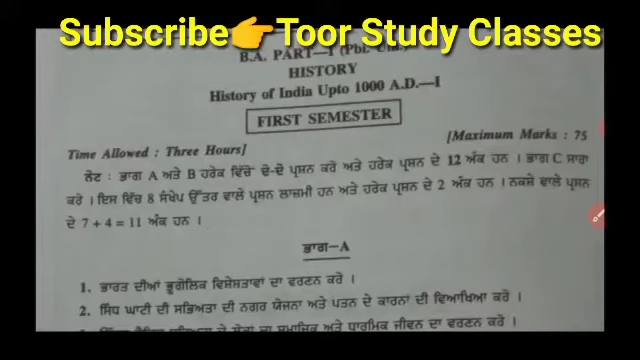 Subscribe👉Toor Study Classes
B.A. PART—I (Pbi. Uni.)
HISTORY
History of India Upto 1000 A.D.—I
FIRST SEMESTER
Time Allowed : Three Hours] [Maximum Marks : 75
ਨੋਟ : ਭਾਗ A ਅਤੇ B ਹਰੇਕ ਵਿੱਚੋਂ ਦੋ-ਦੋ ਪ੍ਰਸ਼ਨ ਕਰੋ ਅਤੇ ਹਰੇਕ ਪ੍ਰਸ਼ਨ ਦੇ 12 ਅੰਕ ਹਨ । ਭਾਗ C ਸਾਰਾ
ਕਰੋ । ਇਸ ਵਿੱਚ 8 ਸੰਖੇਪ ਉੱਤਰ ਵਾਲੇ ਪ੍ਰਸ਼ਨ ਲਾਜ਼ਮੀ ਹਨ ਅਤੇ ਹਰੇਕ ਪ੍ਰਸ਼ਨ ਦੇ 2 ਅੰਕ ਹਨ । ਨਕਸ਼ੇ ਵਾਲੇ ਪ੍ਰਸ਼ਨ
ਦੇ 7 + 4 = 11 ਅੰਕ ਹਨ ।
ਭਾਗ—A
1. ਭਾਰਤ ਦੀਆਂ ਭੂਗੋਲਿਕ ਵਿਸ਼ੇਸ਼ਤਾਵਾਂ ਦਾ ਵਰਣਨ ਕਰੋ ।
2. ਸਿੰਧ ਘਾਟੀ ਦੀ ਸਭਿਅਤਾ ਦੀ ਨਗਰ ਯੋਜਨਾ ਅਤੇ ਪਤਨ ਦੇ ਕਾਰਨਾਂ ਦੀ ਵਿਆਖਿਆ ਕਰੋ ।
ਦਾ ਸਮਾਜਿਕ ਅਤੇ ਧਾਰਮਿਕ ਜੀਵਨ ਦਾ ਵਰਣਨ ਕਰੋ ।